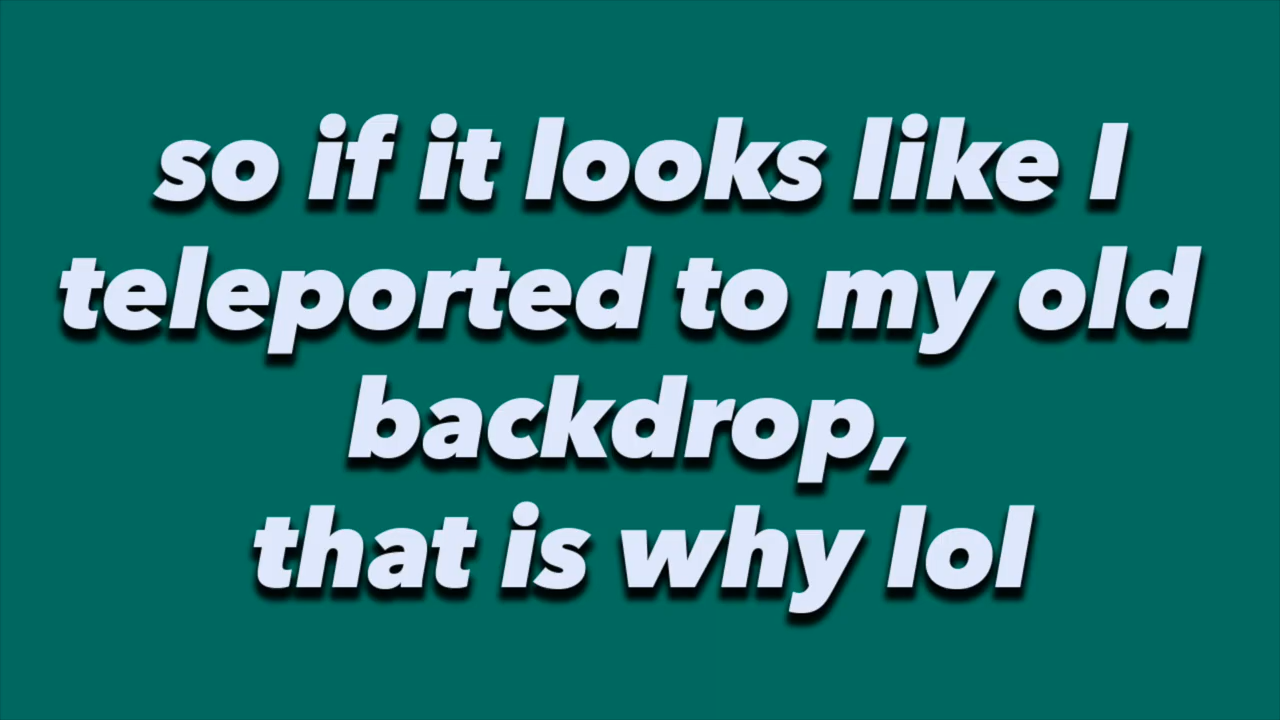 so if it looks like I
teleported to my old
backdrop,
that is why lol